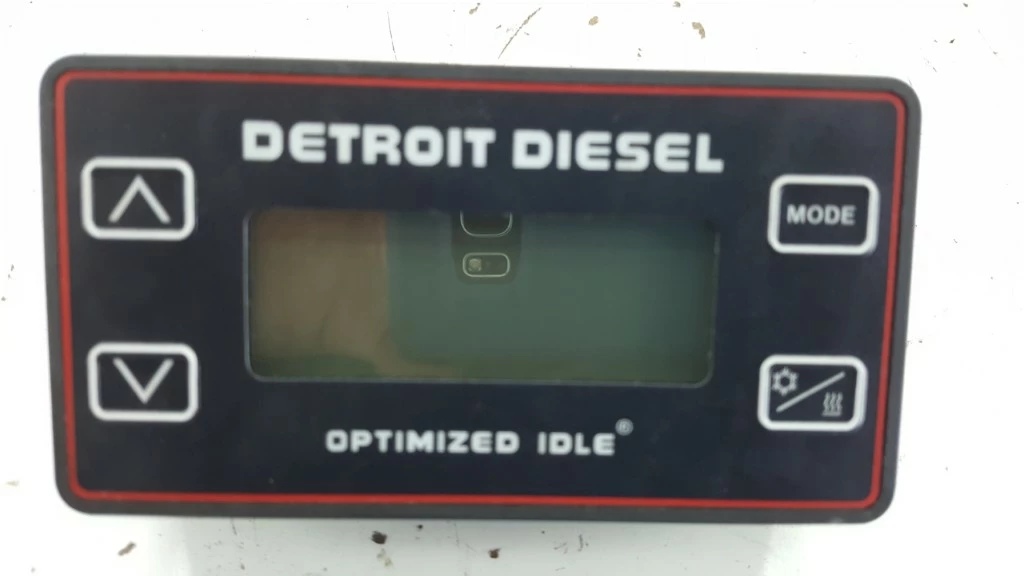 DETROIT DIESEL
MODE
OPTIMIZED IDLE®